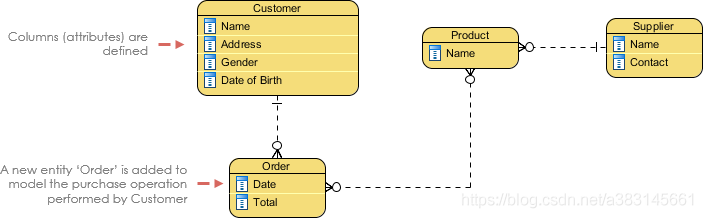 Columns (attributes) are
defined
Customer
Name
Address
Gender
Date of Birth
Product
Name
Supplier
Name
Contact
A new entity ‘Order’ is added to
model the purchase operation
performed by Customer
Order
Date
Total
https://blog.csdn.net/a383145661